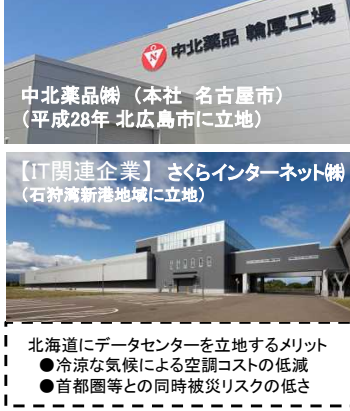 中北薬品 輪厚工場
中北薬品㈱ （本社 名古屋市）
（平成28年 北広島市に立地）
【IT関連企業】 さくらインターネット㈱
（石狩湾新港地域に立地）
北海道にデータセンターを立地するメリット
●冷涼な気候による空調コストの低減
●首都圏等との同時被災リスクの低さ